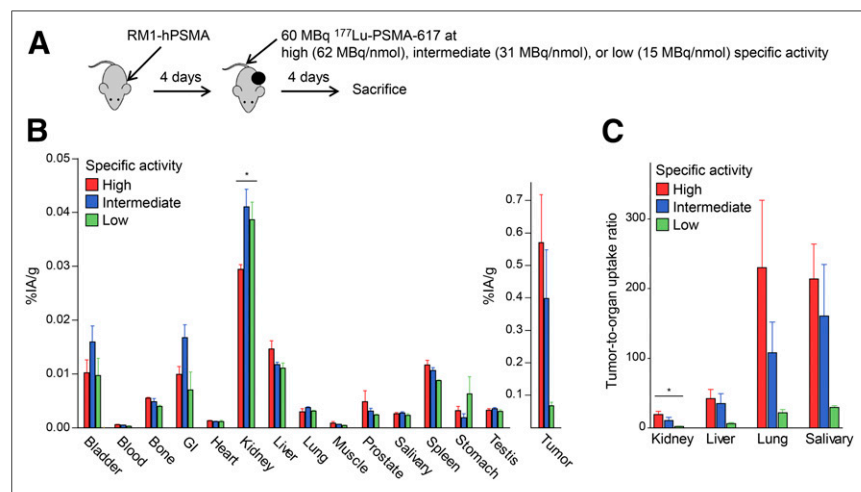 A
RM1-hPSMA
60 MBq ¹⁷⁷Lu-PSMA-617 at
high (62 MBq/nmol), intermediate (31 MBq/nmol), or low (15 MBq/nmol) specific activity
4 days
4 days
Sacrifice
B
Specific activity
High
Intermediate
Low
*
%IA/g
0.05
0.04
0.03
0.02
0.01
0.00
Bladder
Blood
Bone
GI
Heart
Kidney
Liver
Lung
Muscle
Prostate
Salivary
Spleen
Stomach
Testis
%IA/g
0.7
0.6
0.5
0.4
0.3
0.2
0.1
Tumor
C
Specific activity
High
Intermediate
Low
Tumor-to-organ uptake ratio
300
200
100
0
*
Kidney
Liver
Lung
Salivary